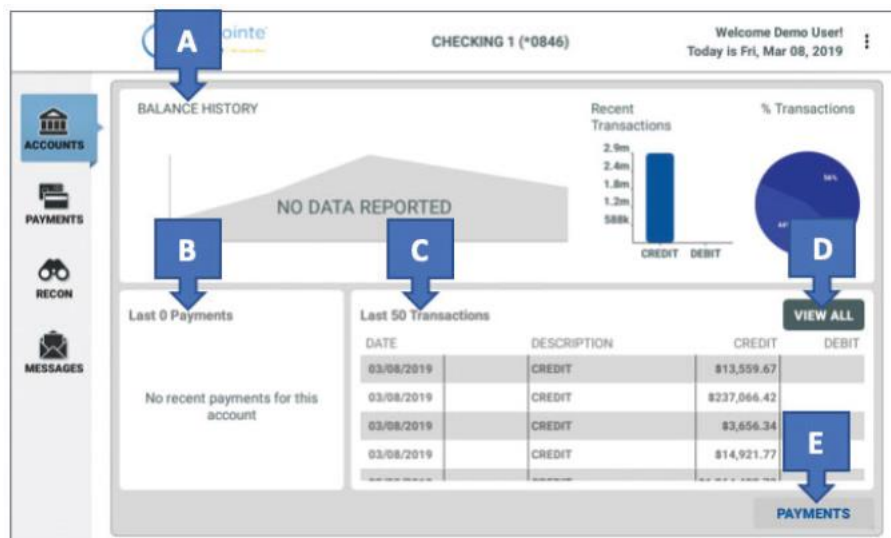 A
ointe
CHECKING 1 (*0846)
Welcome Demo User!
Today is Fri, Mar 08, 2019
ACCOUNTS
PAYMENTS
RECON
MESSAGES
BALANCE HISTORY
NO DATA REPORTED
Recent
Transactions
2.9m
2.4m
1.8m
1.2m
588k
CREDIT DEBIT
% Transactions
56%
B
C
D
Last 0 Payments
No recent payments for this
account
Last 50 Transactions
VIEW ALL
DATE DESCRIPTION CREDIT DEBIT
03/08/2019 CREDIT $13,559.67
03/08/2019 CREDIT $237,066.42
03/08/2019 CREDIT $3,656.34
03/08/2019 CREDIT $14,921.77
E
PAYMENTS